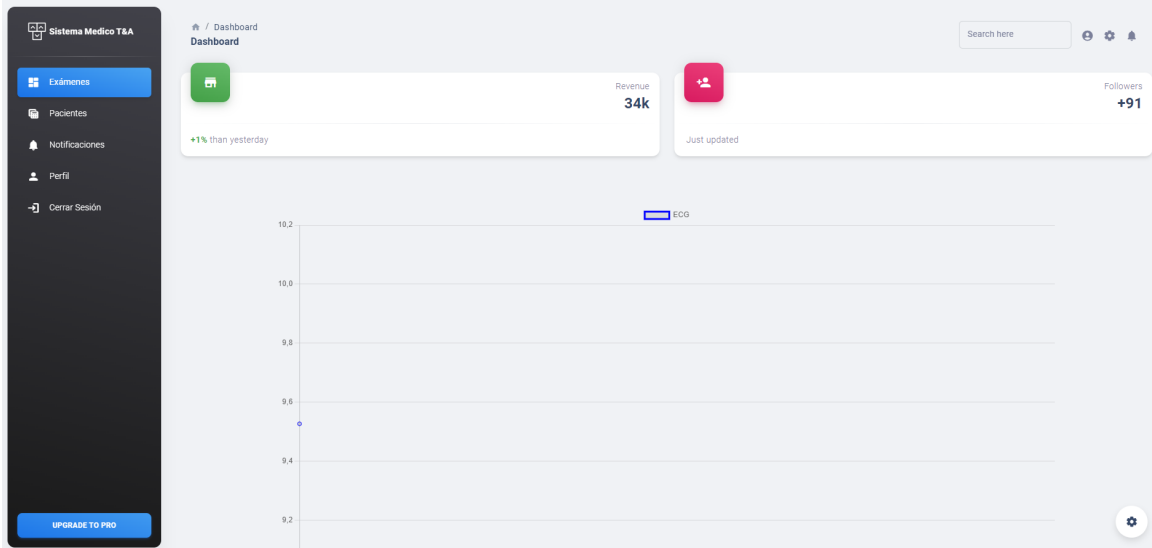 Sistema Medico T&A
Exámenes
Pacientes
Notificaciones
Perfil
Cerrar Sesión
UPGRADE TO PRO
/ Dashboard
Dashboard
Search here
Revenue
34k
+1% than yesterday
Followers
+91
Just updated
ECG
10,2
10,0
9,8
9,6
9,4
9,2